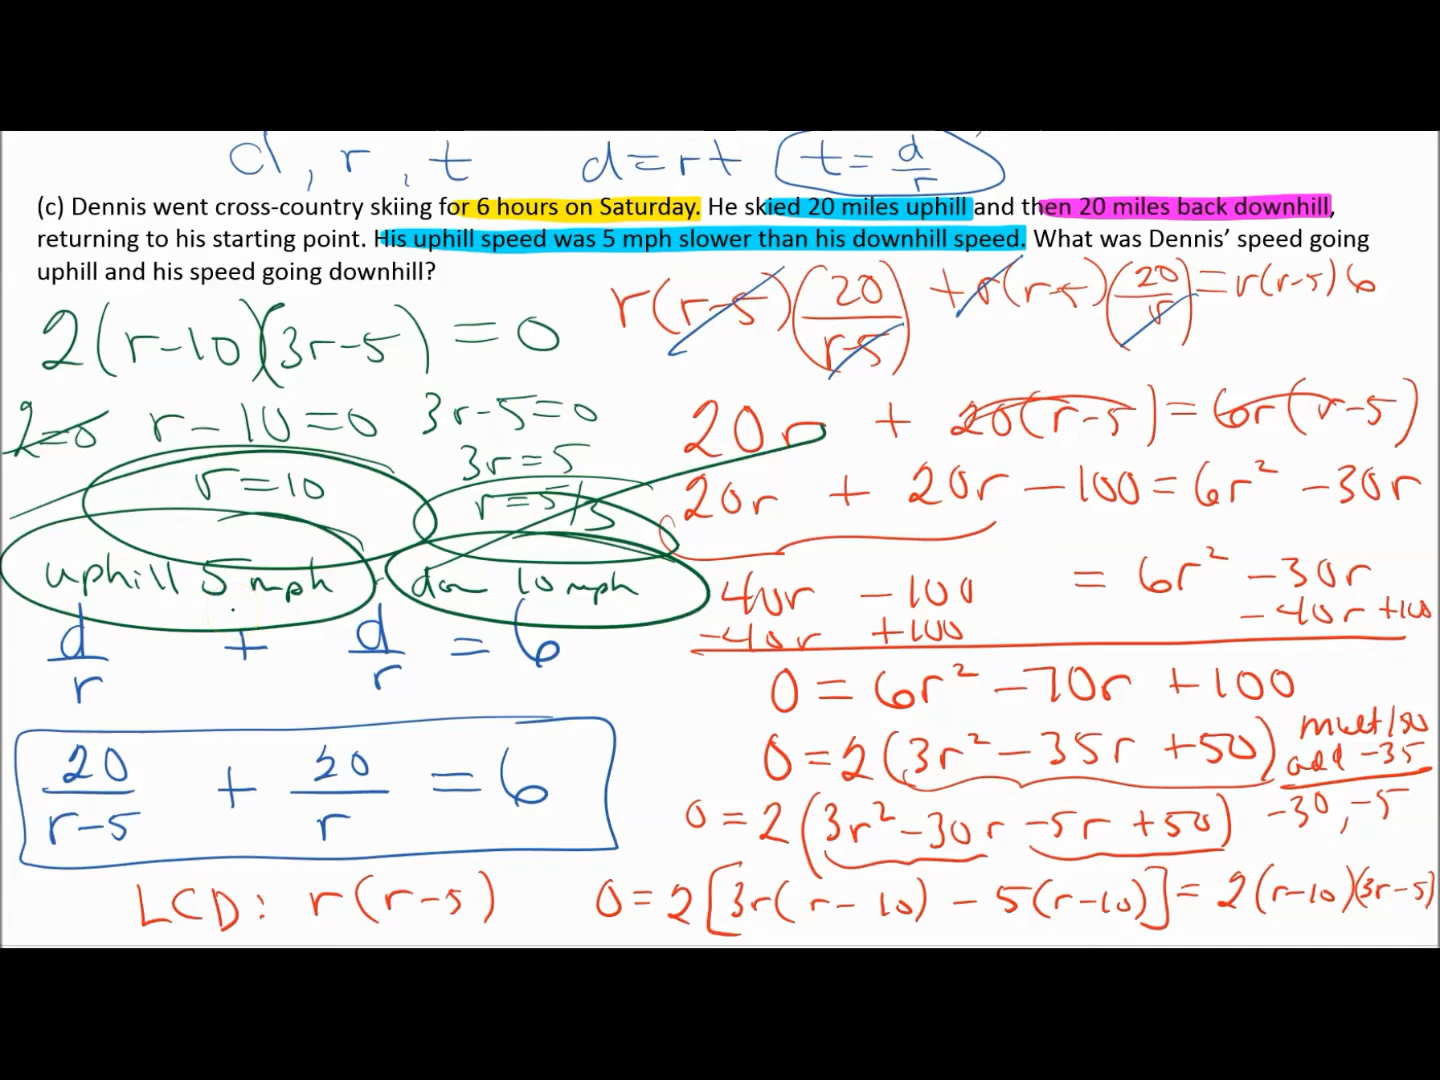 d, r, t   d=rt   t = d/r
(c) Dennis went cross-country skiing for 6 hours on Saturday. He skied 20 miles uphill and then 20 miles back downhill,
returning to his starting point. His uphill speed was 5 mph slower than his downhill speed. What was Dennis' speed going
uphill and his speed going downhill?
r(r-5)(20/(r-5)) + r(r-5)(20/r) = r(r-5)6
2(r-10)(3r-5) = 0
20r + 20(r-5) = 6r(r-5)
2=0   r-10=0   3r-5=0
3r=5
r=10   r=5/3
20r + 20r - 100 = 6r² - 30r
uphill 5 mph   10 mph
40r - 100 = 6r² - 30r
-40r +100   -40r +100
d/r + d/r = 6
0 = 6r² - 70r + 100
0 = 2(3r² - 35r + 50)
mult 150
add -35
-30, -5
20/(r-5) + 20/r = 6
0 = 2(3r² - 30r - 5r + 50)
LCD: r(r-5)
0 = 2[3r(r-10) - 5(r-10)] = 2(r-10)(3r-5)